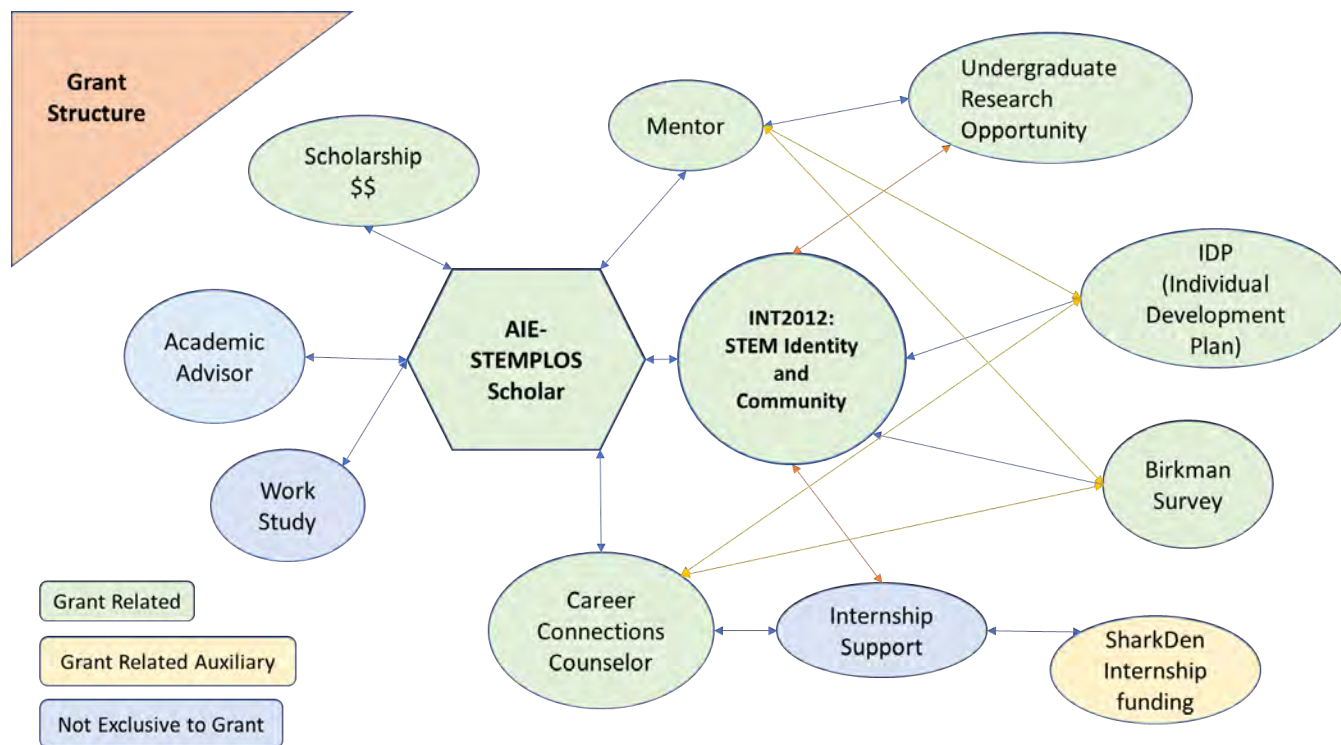 Grant
Structure
Scholarship
$$
Mentor
Undergraduate
Research
Opportunity
Academic
Advisor
AIE-
STEMPLOS
Scholar
INT2012:
STEM Identity
and
Community
IDP
(Individual
Development
Plan)
Work
Study
Birkman
Survey
Career
Connections
Counselor
Internship
Support
SharkDen
Internship
funding
Grant Related
Grant Related Auxiliary
Not Exclusive to Grant